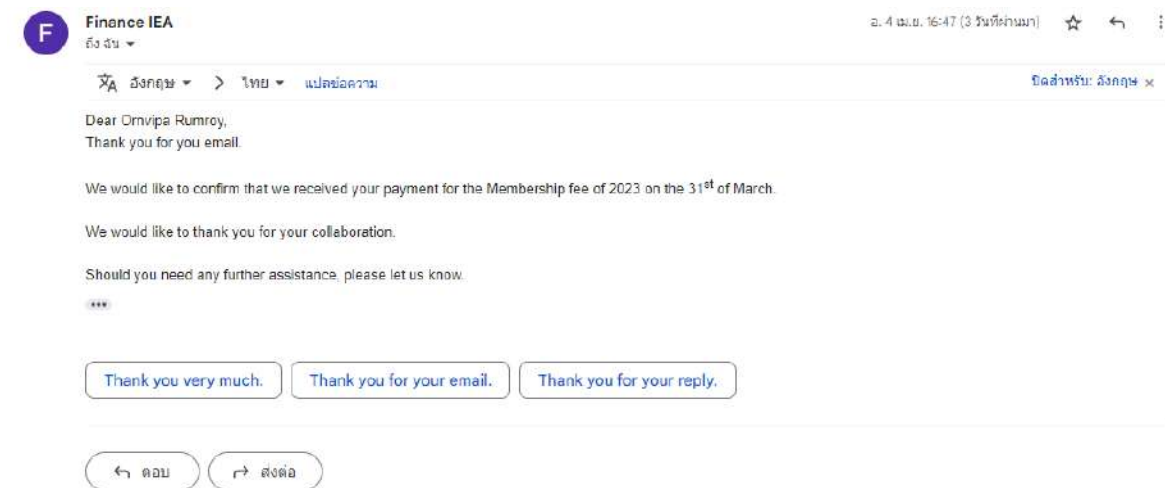 F
Finance IEA
อ. 4 เม.ย. 16:47 (3 วันที่ผ่านมา)
ถึง ฉัน
อังกฤษ > ไทย แปลข้อความ
ปิดสำหรับ: อังกฤษ ×
Dear Ornvipa Rumroy,
Thank you for you email.
We would like to confirm that we received your payment for the Membership fee of 2023 on the 31st of March.
We would like to thank you for your collaboration.
Should you need any further assistance, please let us know.
•••
Thank you very much.
Thank you for your email.
Thank you for your reply.
ตอบ
ส่งต่อ